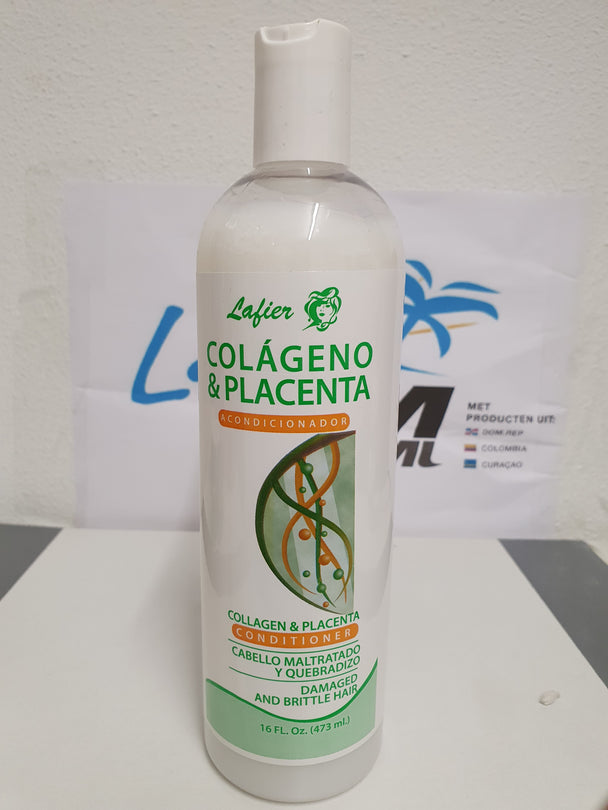 Lafier
COLÁGENO
& PLACENTA
ACONDICIONADOR
COLLAGEN & PLACENTA
CONDITIONER
CABELLO MALTRATADO
Y QUEBRADIZO
DAMAGED
AND BRITTLE HAIR
16 FL. Oz. (473 ml.)
MET
PRODUCTEN UIT:
DOM.REP
COLOMBIA
CURAÇAO